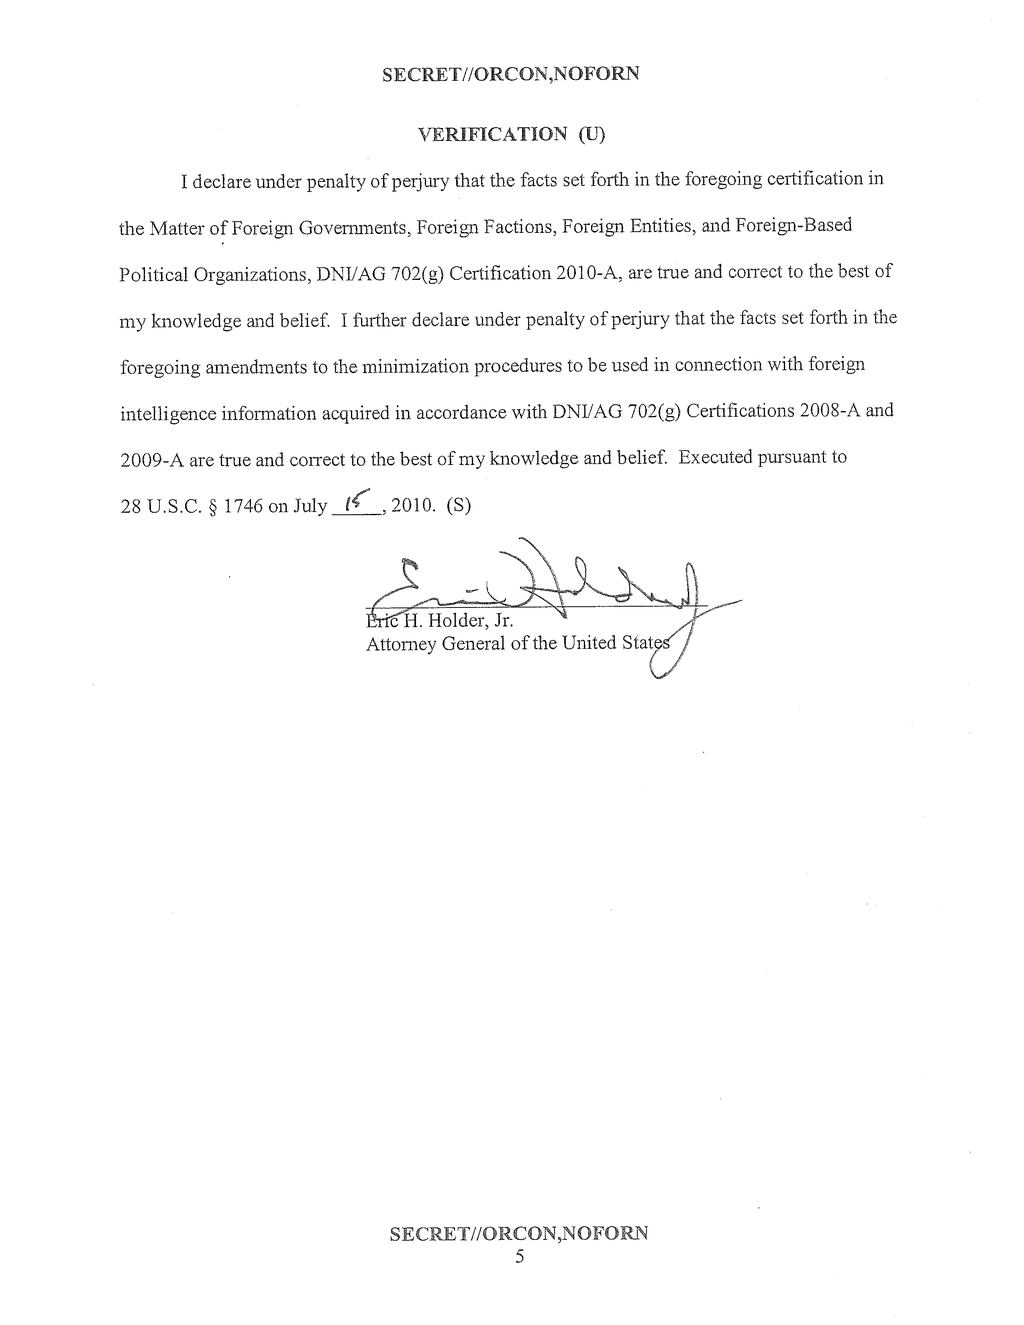 SECRET//ORCON,NOFORN
VERIFICATION (U)
I declare under penalty of perjury that the facts set forth in the foregoing certification in
the Matter of Foreign Governments, Foreign Factions, Foreign Entities, and Foreign-Based
Political Organizations, DNI/AG 702(g) Certification 2010-A, are true and correct to the best of
my knowledge and belief. I further declare under penalty of perjury that the facts set forth in the
foregoing amendments to the minimization procedures to be used in connection with foreign
intelligence information acquired in accordance with DNI/AG 702(g) Certifications 2008-A and
2009-A are true and correct to the best of my knowledge and belief. Executed pursuant to
28 U.S.C. § 1746 on July 15, 2010. (S)
Eric Holder
Eric H. Holder, Jr.
Attorney General of the United States
SECRET//ORCON,NOFORN
5